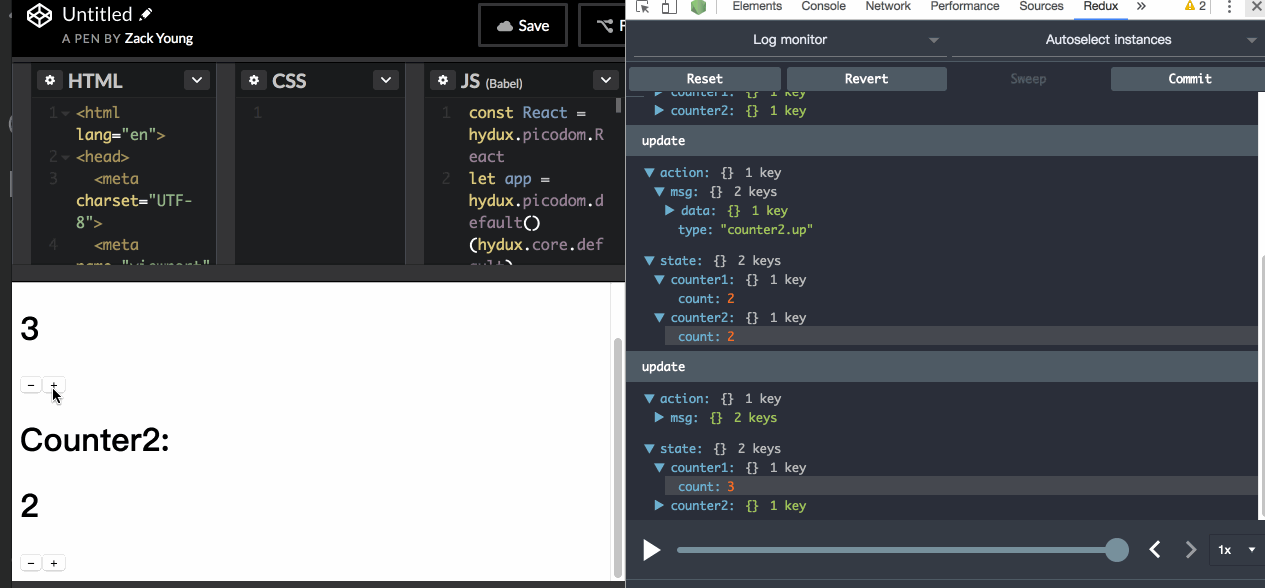 Untitled
A PEN BY Zack Young
Save
F
HTML
CSS
JS (Babel)
1 <html
lang="en">
2 <head>
3 <meta
charset="UTF-
8">
4 <meta
name="viewport"
1
1 const React =
hydux.picodom.R
eact
2 let app =
hydux.picodom.d
efault()
(hydux.core.def
ault)
3
− +
Counter2:
2
− +
Elements Console Network Performance Sources Redux » 2
Log monitor
Autoselect instances
Reset Revert Sweep Commit
counter1: {} 1 key
counter2: {} 1 key
update
action: {} 1 key
msg: {} 2 keys
data: {} 1 key
type: "counter2.up"
state: {} 2 keys
counter1: {} 1 key
count: 2
counter2: {} 1 key
count: 2
update
action: {} 1 key
msg: {} 2 keys
state: {} 2 keys
counter1: {} 1 key
count: 3
counter2: {} 1 key
1x